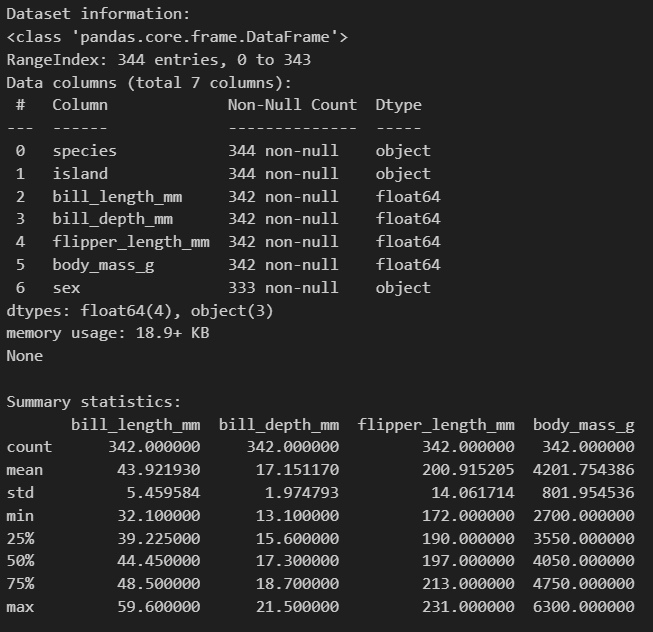 Dataset information:
<class 'pandas.core.frame.DataFrame'>
RangeIndex: 344 entries, 0 to 343
Data columns (total 7 columns):
 #   Column             Non-Null Count  Dtype
---  ------             --------------  -----
 0   species            344 non-null    object
 1   island             344 non-null    object
 2   bill_length_mm     342 non-null    float64
 3   bill_depth_mm      342 non-null    float64
 4   flipper_length_mm  342 non-null    float64
 5   body_mass_g        342 non-null    float64
 6   sex                333 non-null    object
dtypes: float64(4), object(3)
memory usage: 18.9+ KB
None

Summary statistics:
       bill_length_mm  bill_depth_mm  flipper_length_mm  body_mass_g
count      342.000000     342.000000         342.000000   342.000000
mean        43.921930      17.151170         200.915205  4201.754386
std          5.459584       1.974793          14.061714   801.954536
min         32.100000      13.100000         172.000000  2700.000000
25%         39.225000      15.600000         190.000000  3550.000000
50%         44.450000      17.300000         197.000000  4050.000000
75%         48.500000      18.700000         213.000000  4750.000000
max         59.600000      21.500000         231.000000  6300.000000